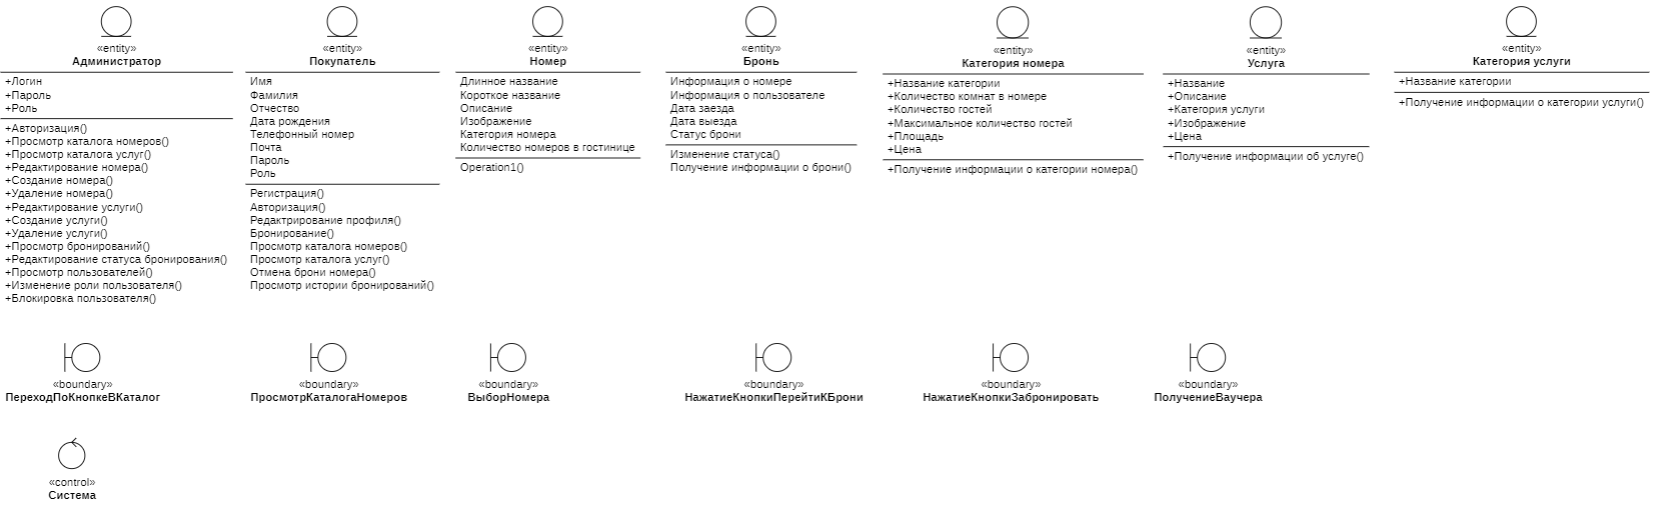 «entity»
Администратор
+Логин
+Пароль
+Роль
+Авторизация()
+Просмотр каталога номеров()
+Просмотр каталога услуг()
+Редактирование номера()
+Создание номера()
+Удаление номера()
+Редактирование услуги()
+Создание услуги()
+Удаление услуги()
+Просмотр бронирований()
+Редактирование статуса бронирования()
+Просмотр пользователей()
+Изменение роли пользователя()
+Блокировка пользователя()
«entity»
Покупатель
Имя
Фамилия
Отчество
Дата рождения
Телефонный номер
Почта
Пароль
Роль
Регистрация()
Авторизация()
Редактрирование профиля()
Бронирование()
Просмотр каталога номеров()
Просмотр каталога услуг()
Отмена брони номера()
Просмотр истории бронирований()
«entity»
Номер
Длинное название
Короткое название
Описание
Изображение
Категория номера
Количество номеров в гостинице
Operation1()
«entity»
Бронь
Информация о номере
Информация о пользователе
Дата заезда
Дата выезда
Статус брони
Изменение статуса()
Получение информации о брони()
«entity»
Категория номера
+Название категории
+Количество комнат в номере
+Количество гостей
+Максимальное количество гостей
+Площадь
+Цена
+Получение информации о категории номера()
«entity»
Услуга
+Название
+Описание
+Категория услуги
+Изображение
+Цена
+Получение информации об услуге()
«entity»
Категория услуги
+Название категории
+Получение информации о категории услуги()
«boundary»
ПереходПоКнопкеВКаталог
«boundary»
ПросмотрКаталогаНомеров
«boundary»
ВыборНомера
«boundary»
НажатиеКнопкиПерейтиКБрони
«boundary»
НажатиеКнопкиЗабронировать
«boundary»
ПолучениеВаучера
«control»
Система